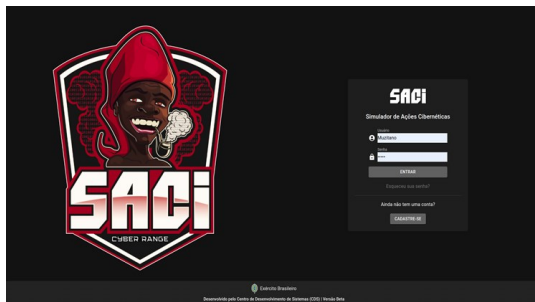 SACi
CYBER RANGE
SACi
Simulador de Ações Cibernéticas
Usuário
Muzitano
Senha
ENTRAR
Esqueceu sua senha?
Ainda não tem uma conta?
CADASTRE-SE
Exército Brasileiro
Desenvolvido pelo Centro de Desenvolvimento de Sistemas (CDS) | Versão Beta